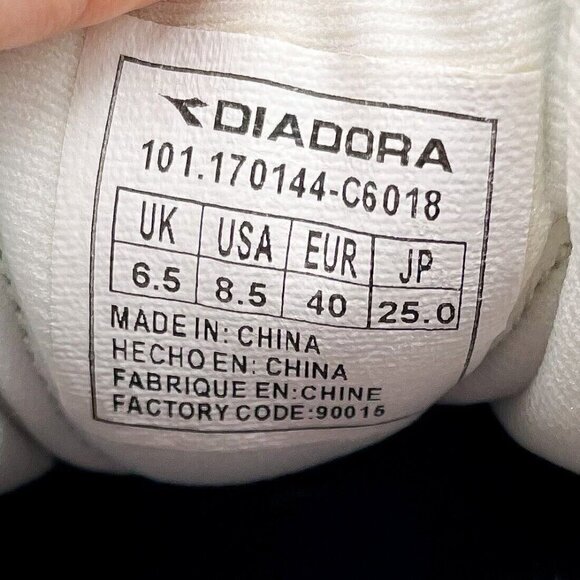 DIADORA
101.170144-C6018
UK USA EUR JP
6.5 8.5 40 25.0
MADE IN: CHINA
HECHO EN: CHINA
FABRIQUE EN:CHINE
FACTORY CODE:90015